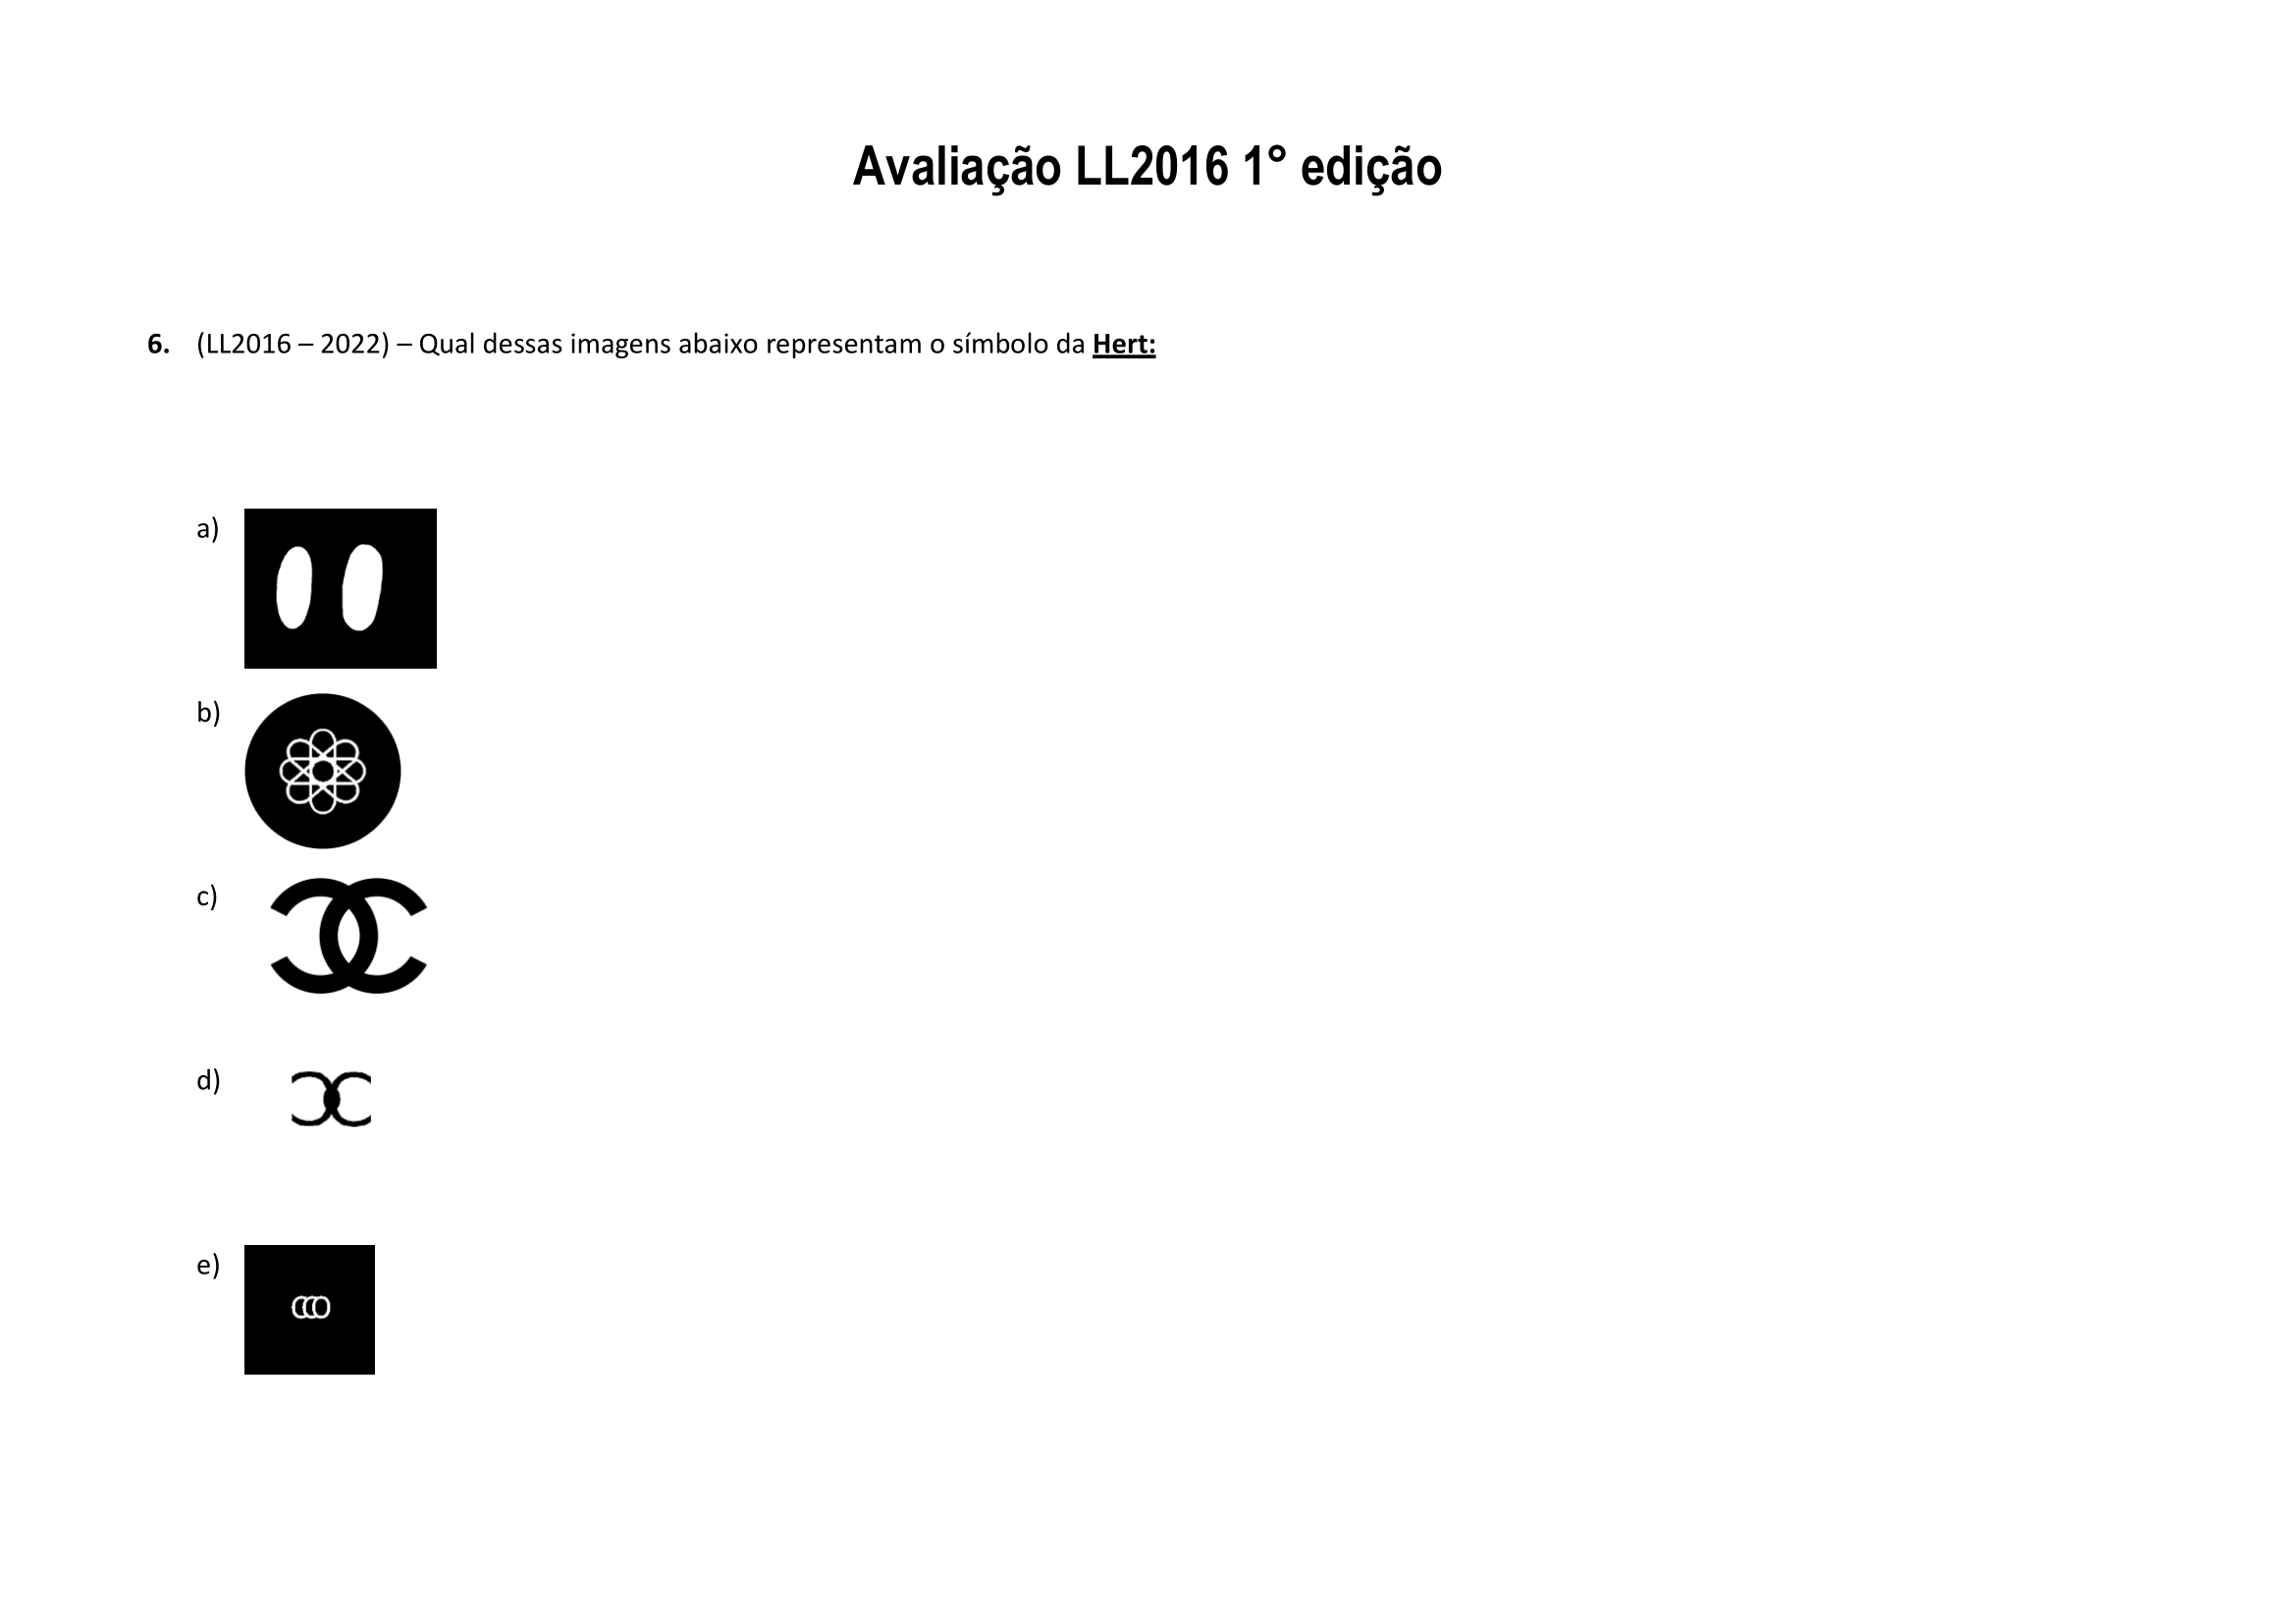 Avaliação LL2016 1° edição
6. (LL2016 – 2022) – Qual dessas imagens abaixo representam o símbolo da Hert:
a)
b)
c)
d)
e)